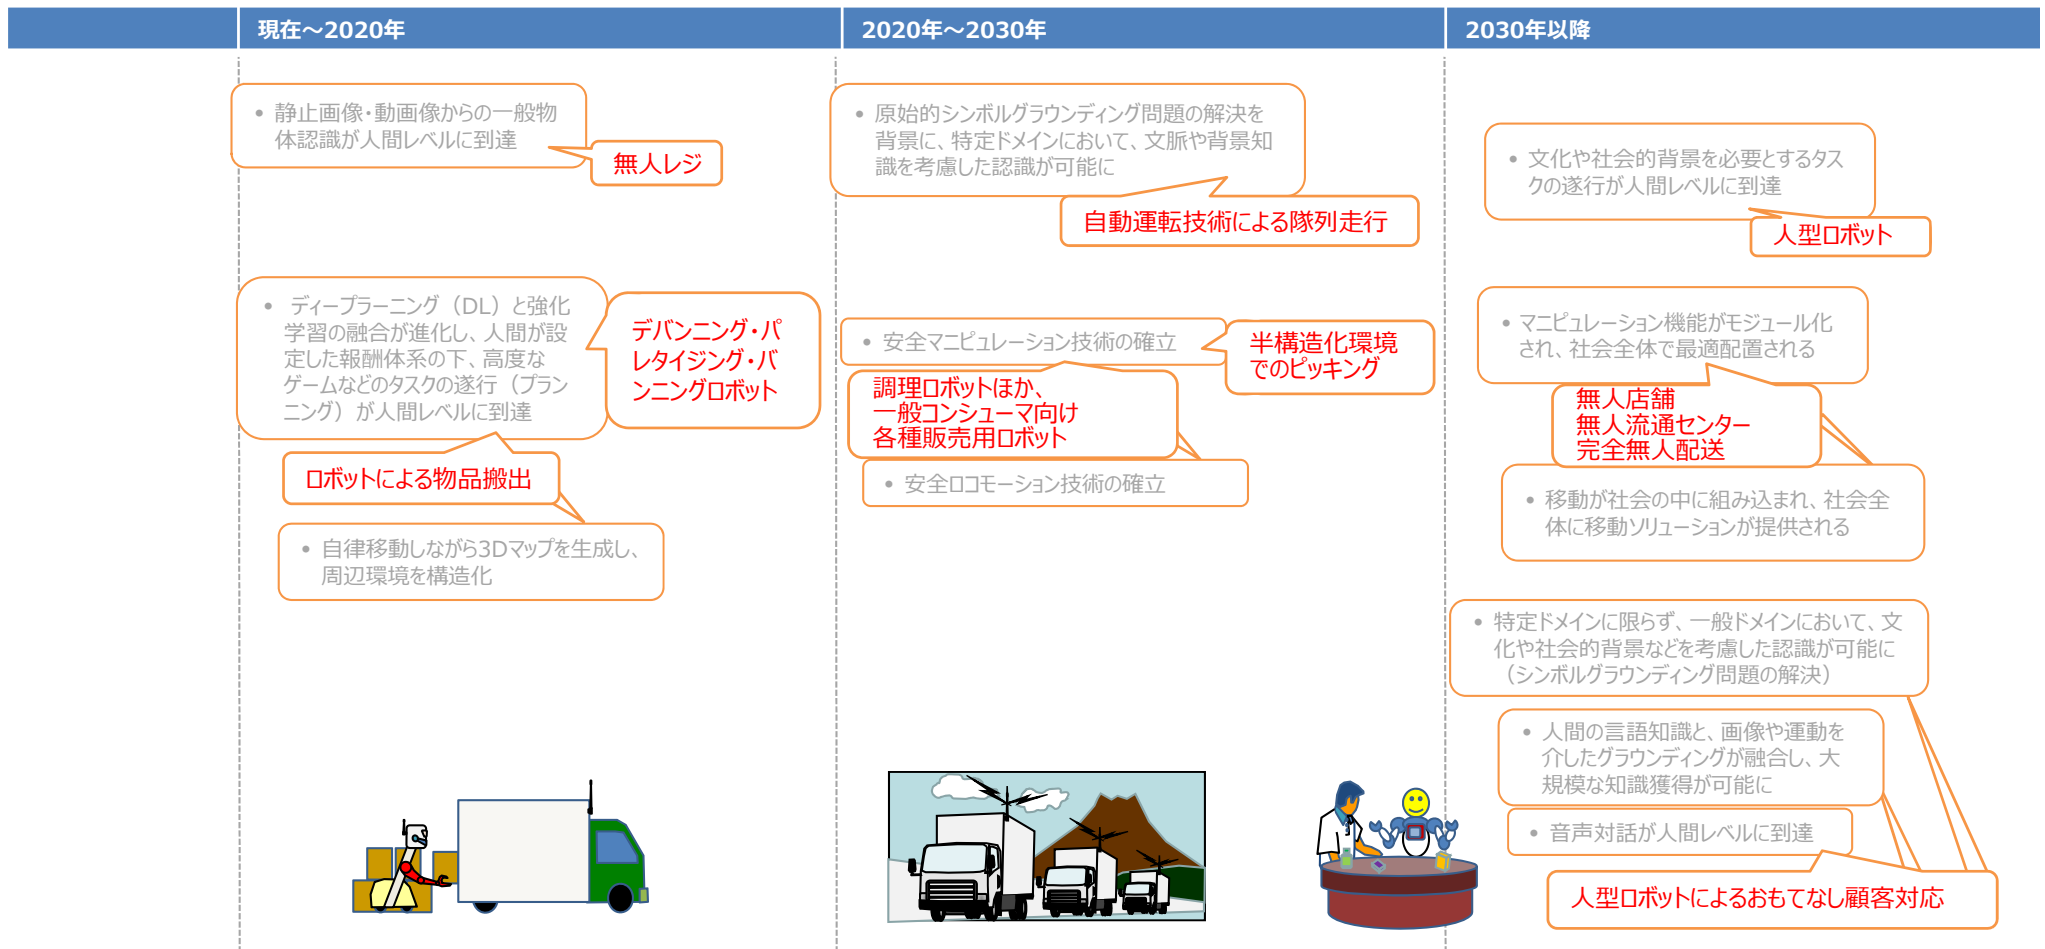 現在～2020年
2020年～2030年
2030年以降
• 静止画像・動画像からの一般物
体認識が人間レベルに到達
無人レジ
• ディープラーニング（DL）と強化
学習の融合が進化し、人間が設
定した報酬体系の下、高度な
ゲームなどのタスクの遂行（プラン
ニング）が人間レベルに到達
デバンニング・パ
レタイジング・バ
ンニングロボット
ロボットによる物品搬出
• 自律移動しながら3Dマップを生成し、
周辺環境を構造化
• 原始的シンボルグラウンディング問題の解決を
背景に、特定ドメインにおいて、文脈や背景知
識を考慮した認識が可能に
自動運転技術による隊列走行
• 安全マニピュレーション技術の確立
半構造化環境
でのピッキング
調理ロボットほか、
一般コンシューマ向け
各種販売用ロボット
• 安全ロコモーション技術の確立
• 文化や社会的背景を必要とするタス
クの遂行が人間レベルに到達
人型ロボット
• マニピュレーション機能がモジュール化
され、社会全体で最適配置される
無人店舗
無人流通センター
完全無人配送
• 移動が社会の中に組み込まれ、社会全
体に移動ソリューションが提供される
• 特定ドメインに限らず、一般ドメインにおいて、文
化や社会的背景などを考慮した認識が可能に
（シンボルグラウンディング問題の解決）
• 人間の言語知識と、画像や運動を
介したグラウンディングが融合し、大
規模な知識獲得が可能に
• 音声対話が人間レベルに到達
人型ロボットによるおもてなし顧客対応